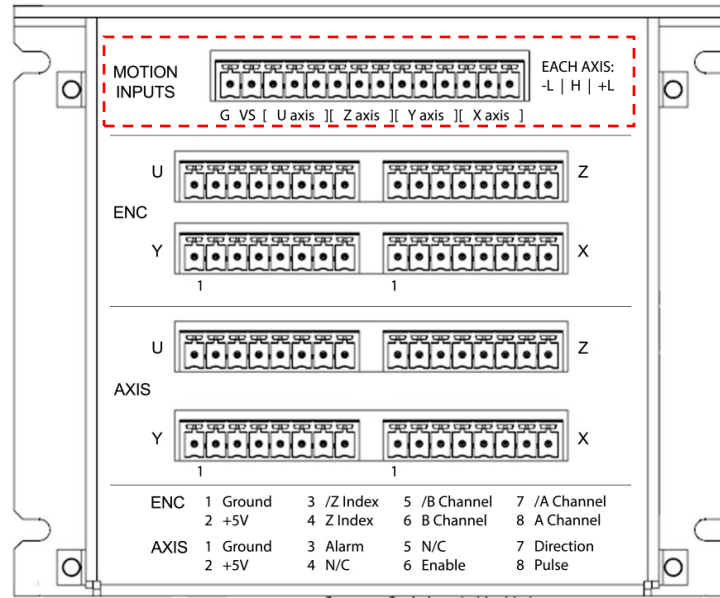 MOTION INPUTS
EACH AXIS:
-L | H | +L
G VS [ U axis ][ Z axis ][ Y axis ][ X axis ]
U Z
ENC
Y X
1 1
U Z
AXIS
Y X
1 1
ENC 1 Ground 3 /Z Index 5 /B Channel 7 /A Channel
2 +5V 4 Z Index 6 B Channel 8 A Channel
AXIS 1 Ground 3 Alarm 5 N/C 7 Direction
2 +5V 4 N/C 6 Enable 8 Pulse